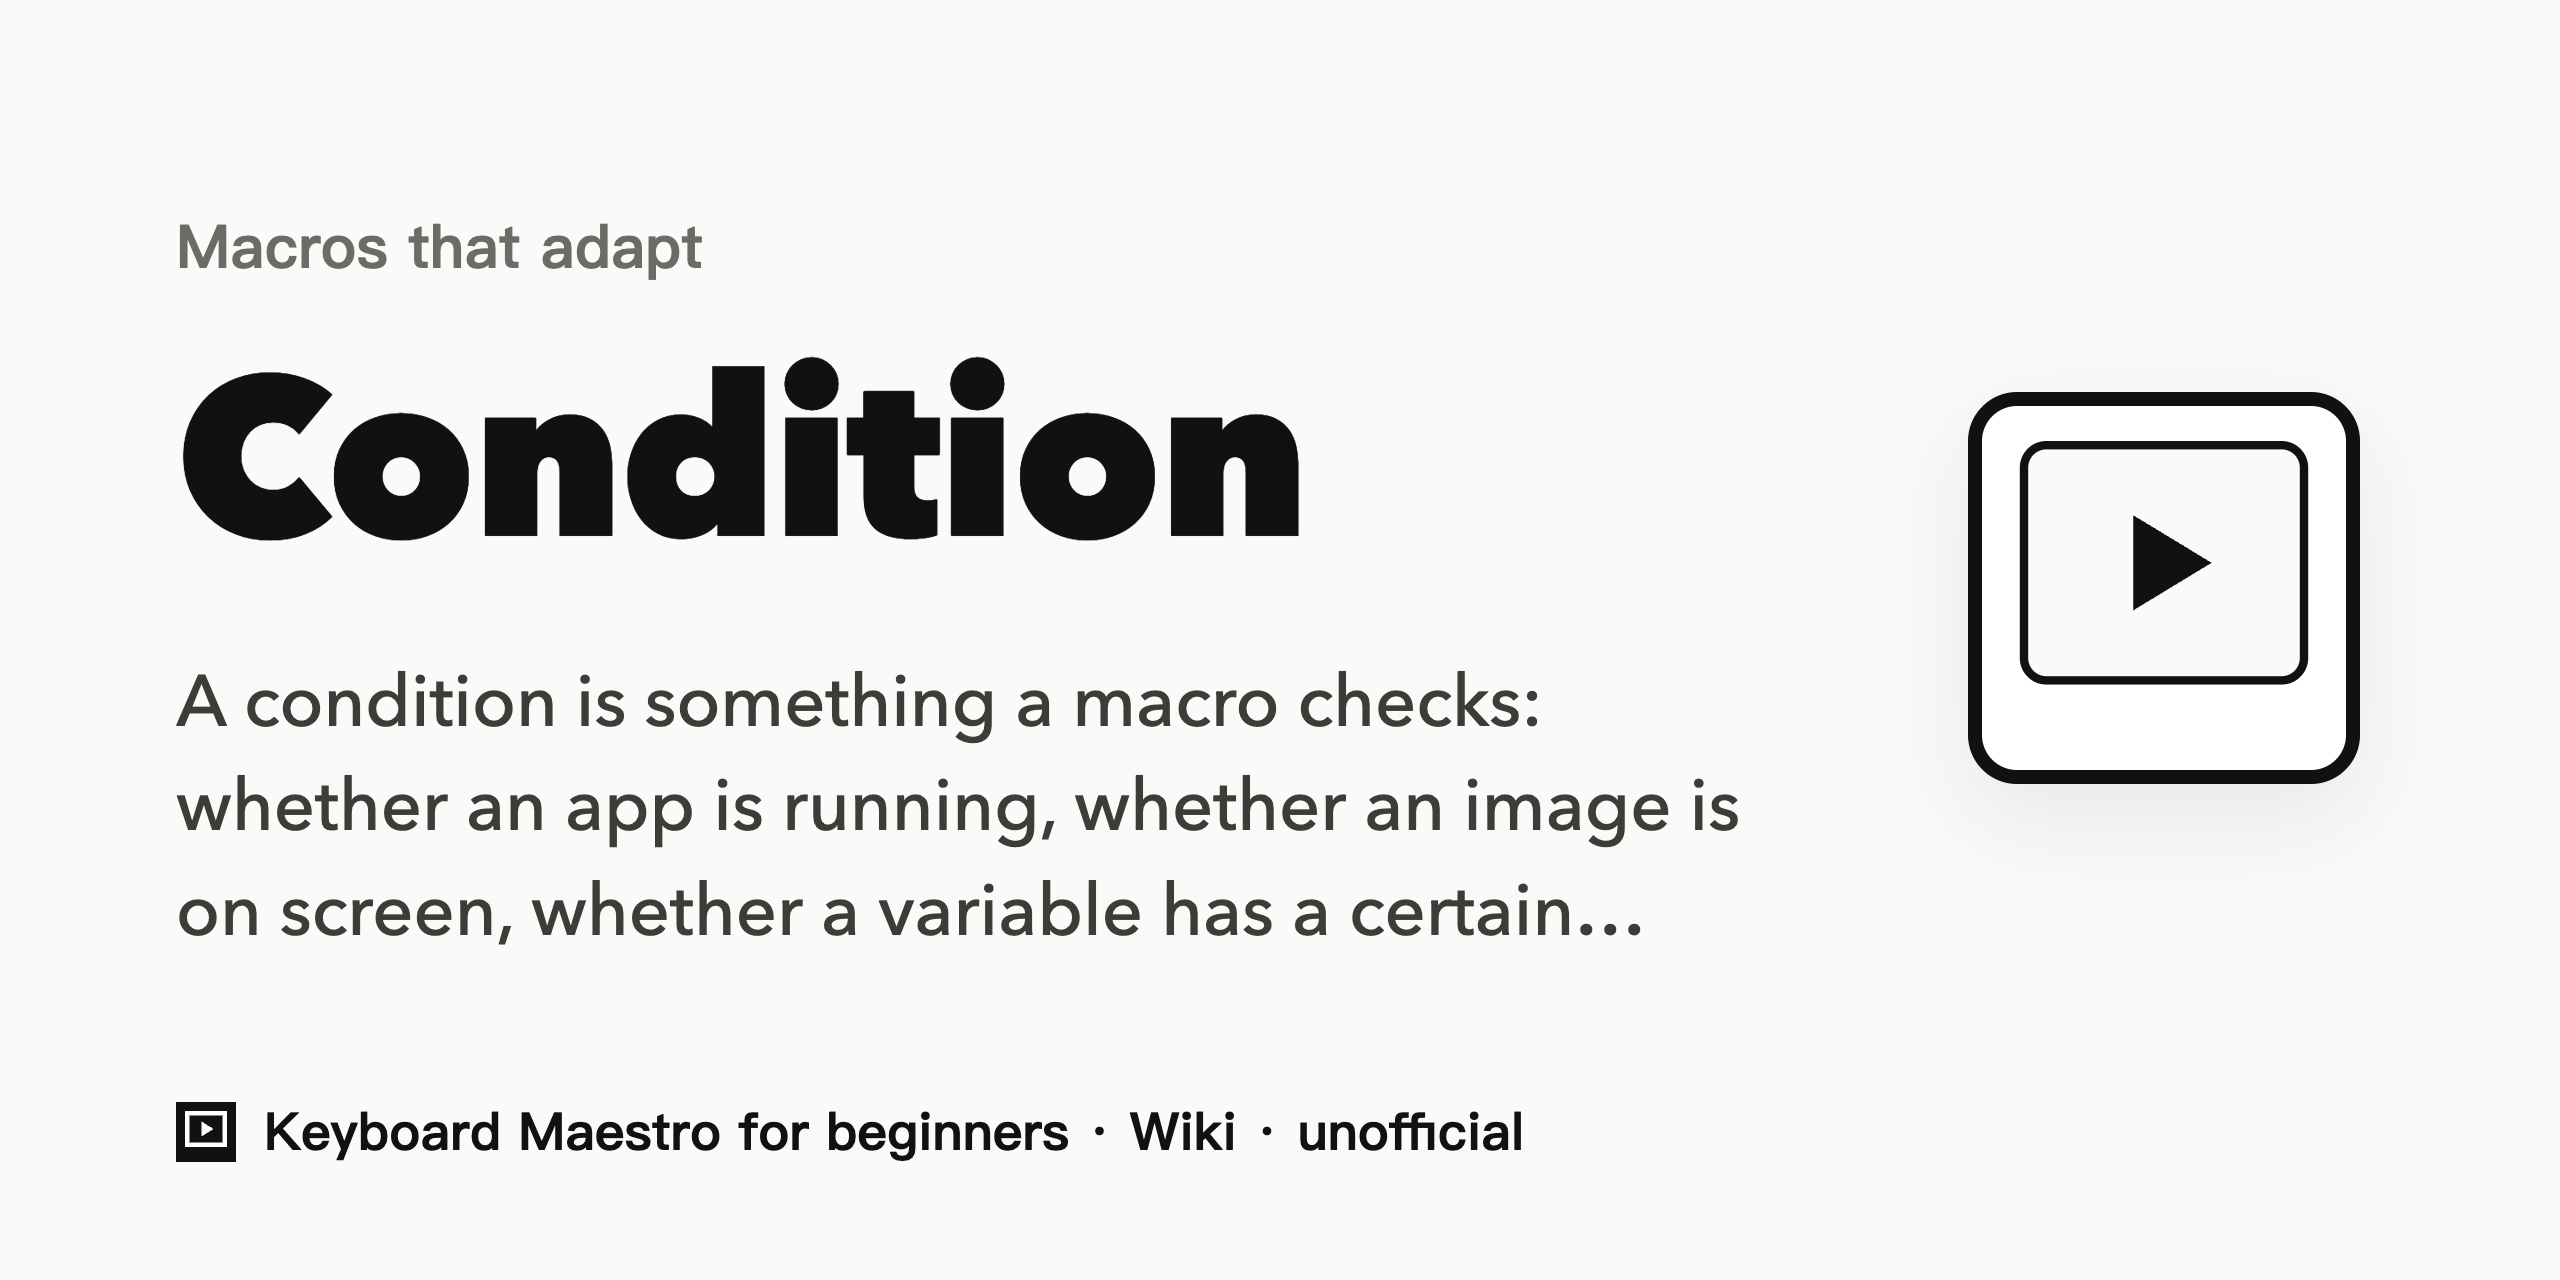 Macros that adapt
Condition
A condition is something a macro checks:
whether an app is running, whether an image is
on screen, whether a variable has a certain…
Keyboard Maestro for beginners · Wiki · unofficial